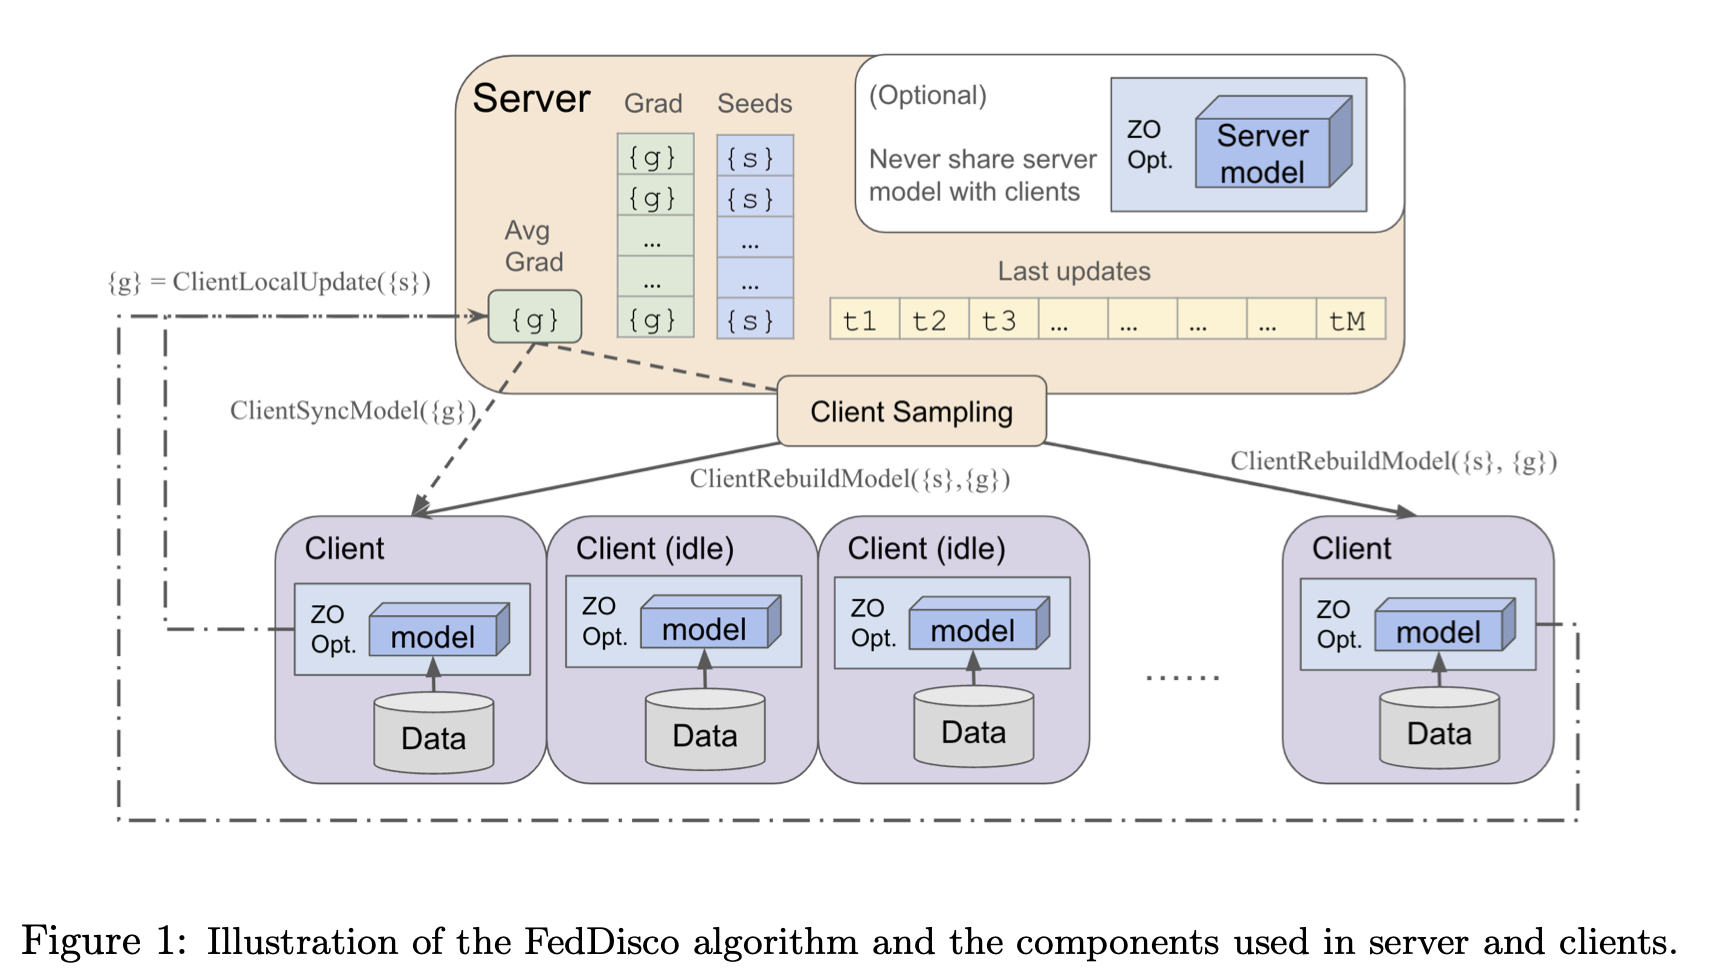 Server
Grad
Seeds
{g}
{s}
{g}
{s}
...
...
...
...
{g}
{s}
(Optional)
Never share server
model with clients
ZO
Opt.
Server
model
Avg
Grad
{g}
Last updates
t1 t2 t3 ... ... ... ... tM
{g} = ClientLocalUpdate({s})
ClientSyncModel({g})
Client Sampling
ClientRebuildModel({s},{g})
ClientRebuildModel({s}, {g})
Client
ZO
Opt.
model
Data
Client (idle)
ZO
Opt.
model
Data
Client (idle)
ZO
Opt.
model
Data
......
Client
ZO
Opt.
model
Data
Figure 1: Illustration of the FedDisco algorithm and the components used in server and clients.